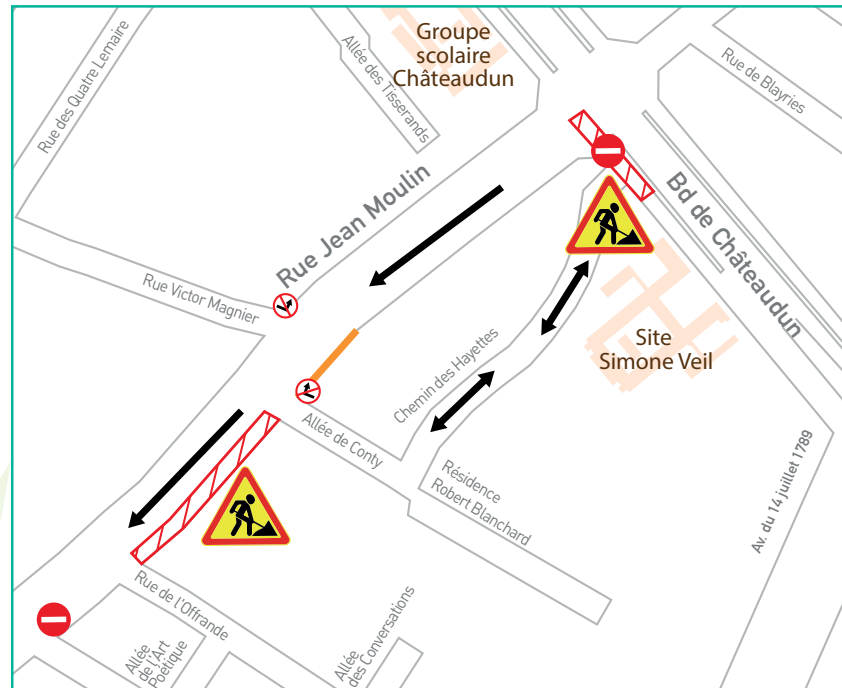 Groupe
scolaire
Châteaudun
Rue des Quatre Lemaire
Allée des Tisserands
Rue de Blayries
Rue Jean Moulin
Bd de Châteaudun
Rue Victor Magnier
Site
Simone Veil
Chemin des Hayettes
Allée de Conty
Résidence
Robert Blanchard
Av. du 14 juillet 1789
Rue de l'Offrande
Allée
de L'Art
Poétique
Allée
des Conversations